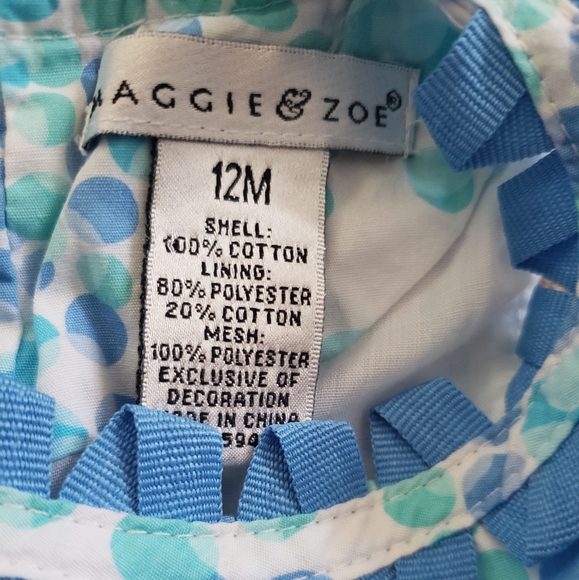 MAGGIE & ZOE®
12M
SHELL:
100% COTTON
LINING:
80% POLYESTER
20% COTTON
MESH:
100% POLYESTER
EXCLUSIVE OF
DECORATION
MADE IN CHINA